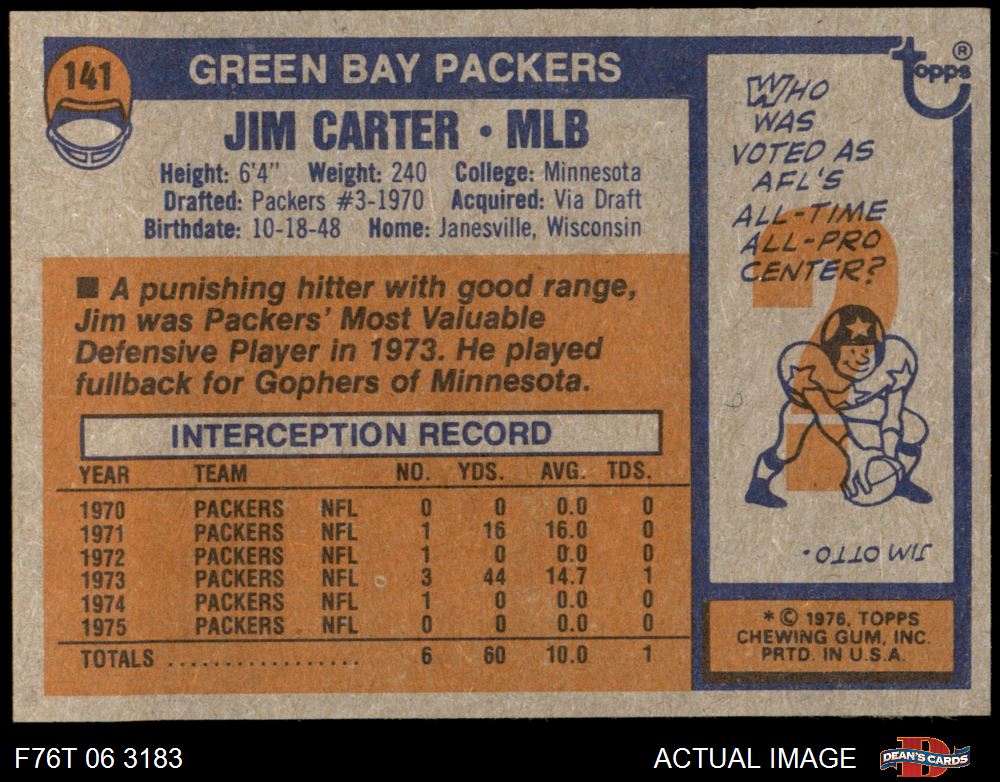 141
GREEN BAY PACKERS
JIM CARTER • MLB
Height: 6'4" Weight: 240 College: Minnesota
Drafted: Packers #3-1970 Acquired: Via Draft
Birthdate: 10-18-48 Home: Janesville, Wisconsin
■ A punishing hitter with good range,
Jim was Packers' Most Valuable
Defensive Player in 1973. He played
fullback for Gophers of Minnesota.
INTERCEPTION RECORD
YEAR TEAM NO. YDS. AVG. TDS.
1970 PACKERS NFL 0 0 0.0 0
1971 PACKERS NFL 1 16 16.0 0
1972 PACKERS NFL 1 0 0.0 0
1973 PACKERS NFL 3 44 14.7 1
1974 PACKERS NFL 1 0 0.0 0
1975 PACKERS NFL 0 0 0.0 0
TOTALS .................. 6 60 10.0 1
Topps®
WHO
WAS
VOTED AS
AFL'S
ALL-TIME
ALL-PRO
CENTER?
?
JIM OTTO.
* © 1976, TOPPS
CHEWING GUM, INC.
PRTD. IN U.S.A.
F76T 06 3183
ACTUAL IMAGE
DEAN'S CARDS